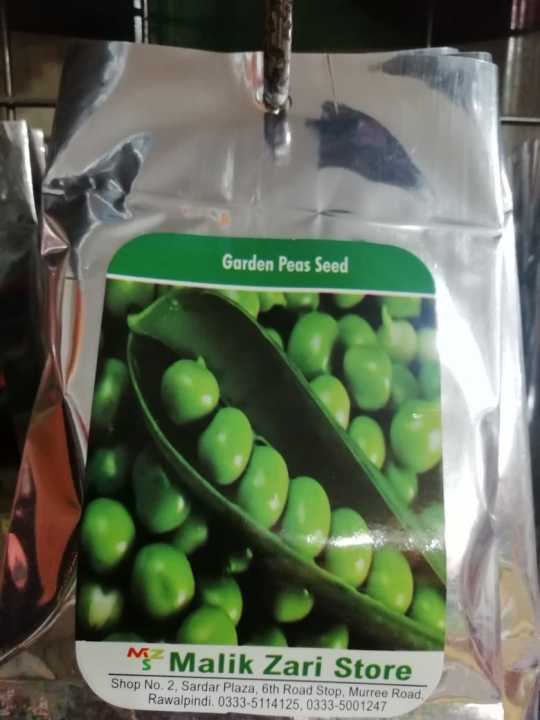 Garden Peas Seed
MZS Malik Zari Store
Shop No. 2, Sardar Plaza, 6th Road Stop, Murree Road,
Rawalpindi. 0333-5114125, 0333-5001247